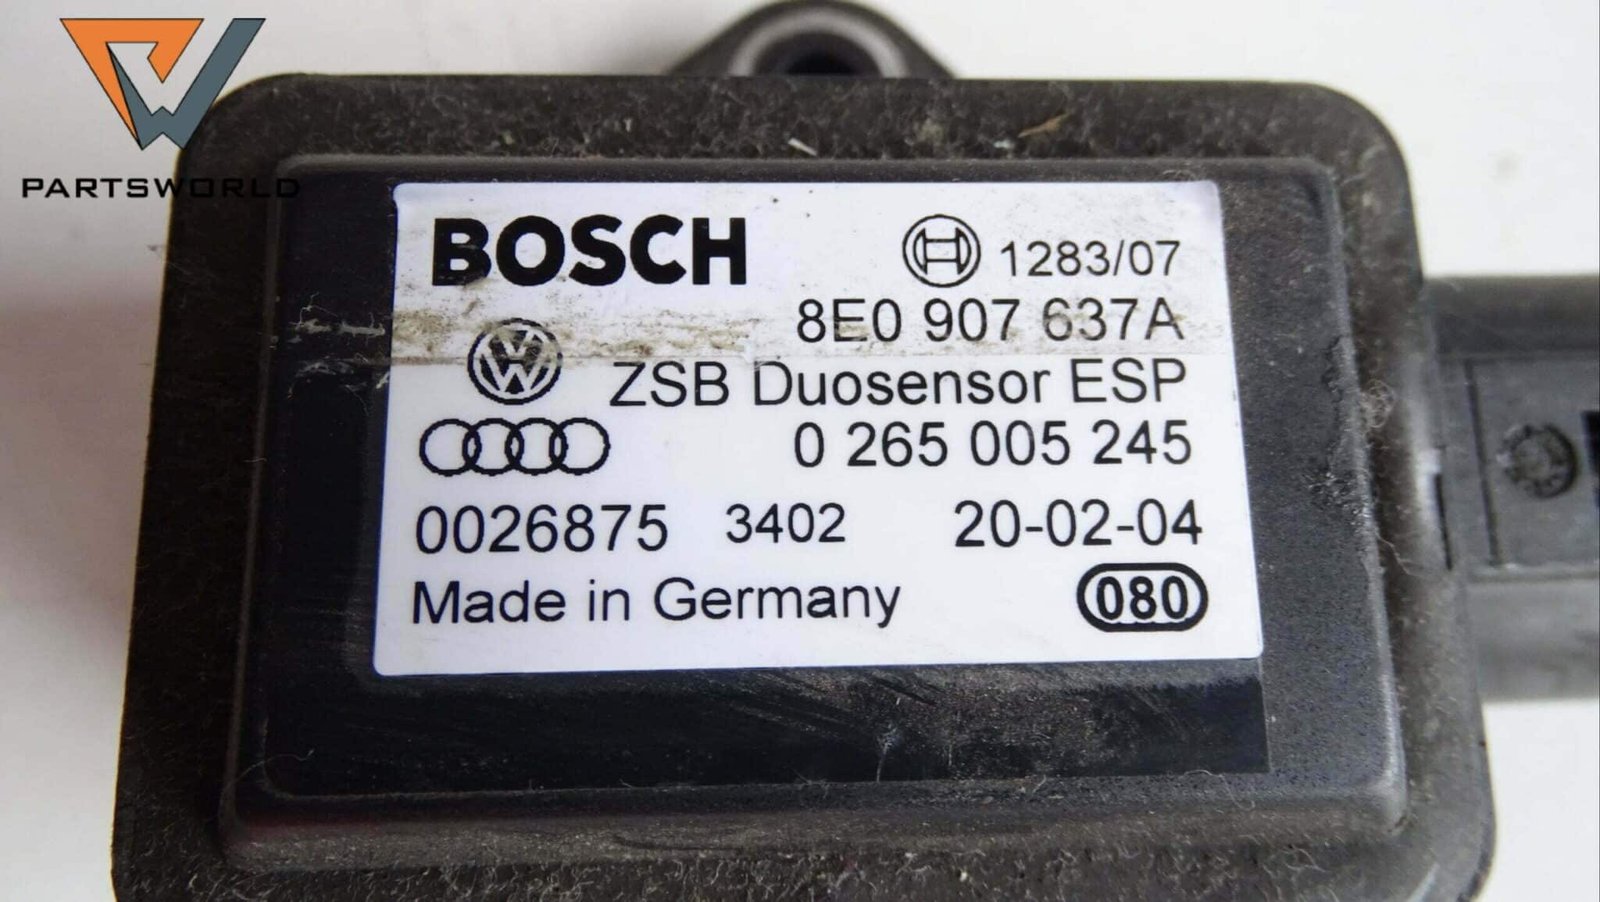 PARTSWORLD
BOSCH 1283/07
8E0 907 637A
ZSB Duosensor ESP
0 265 005 245
0026875 3402 20-02-04
Made in Germany 080